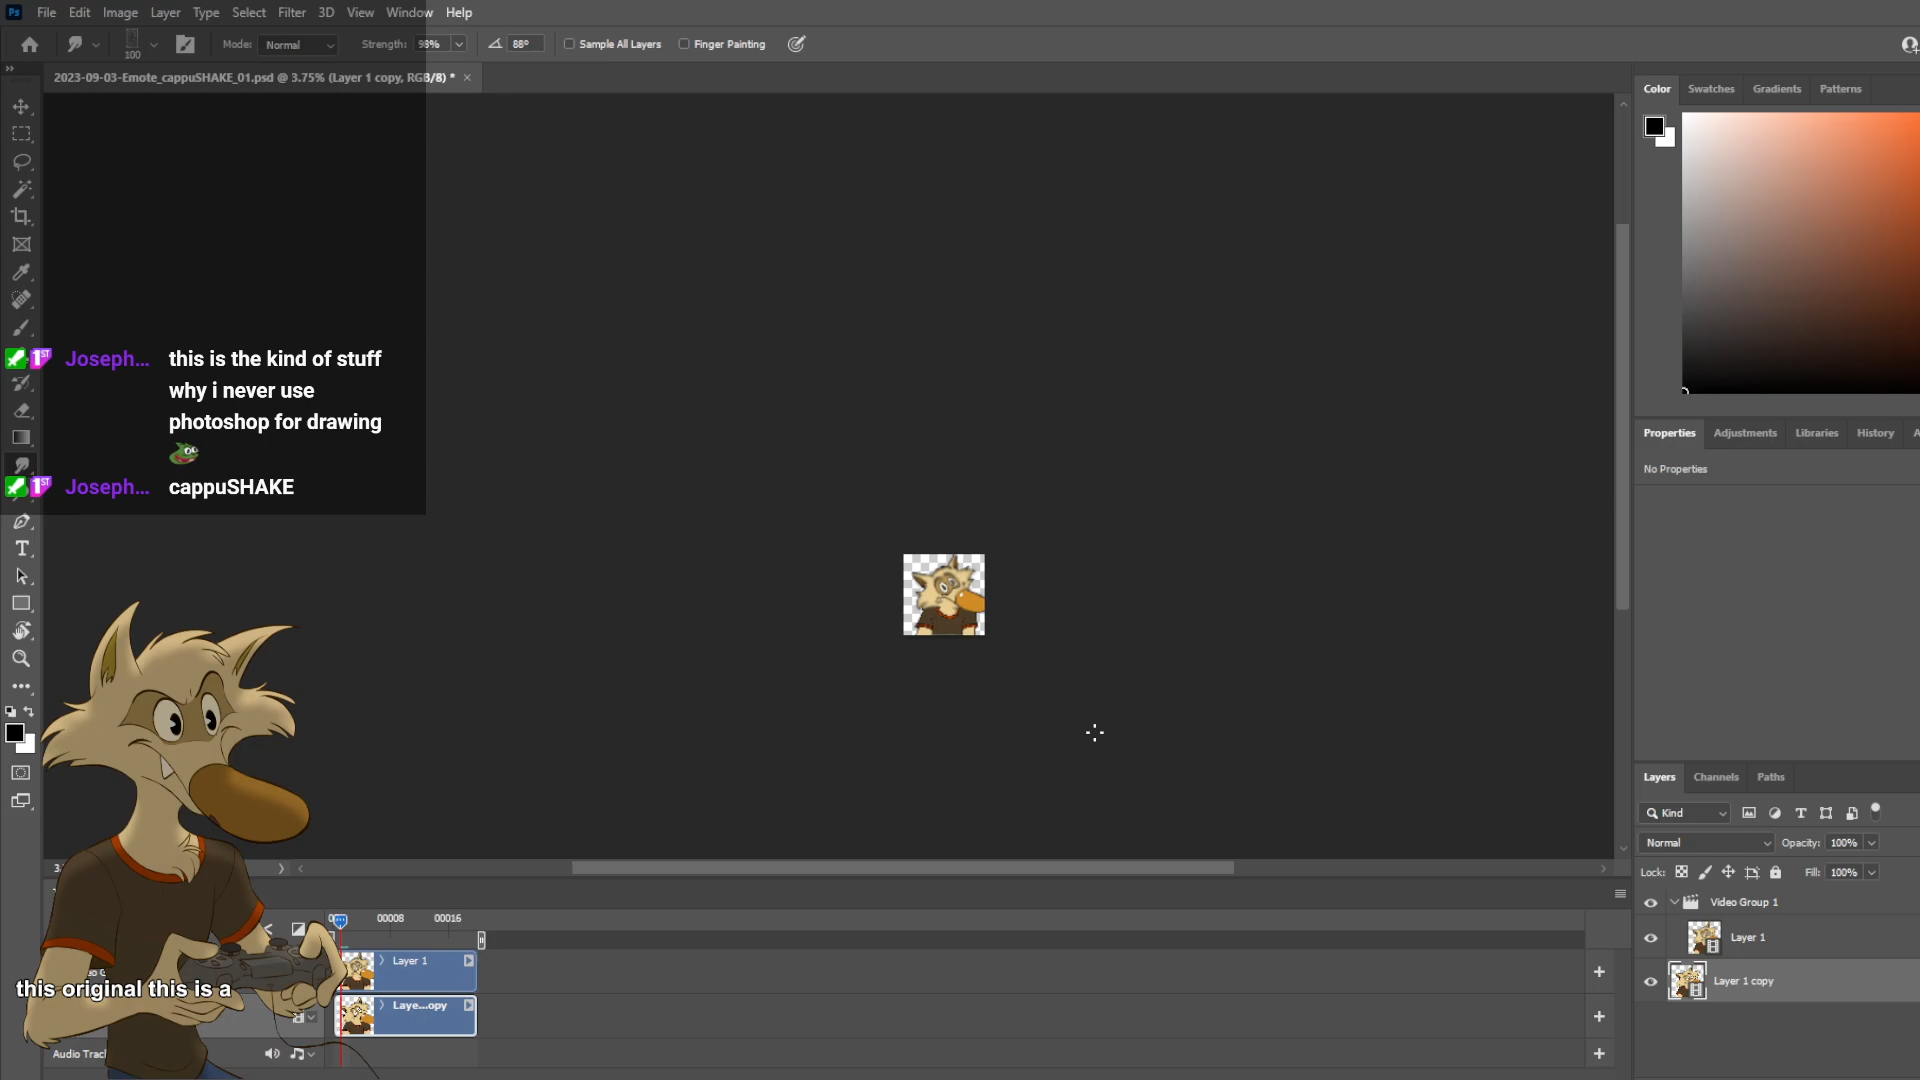 Ps File Edit Image Layer Type Select Filter 3D View Window Help
100 Mode: Normal Strength: 98% 88° Sample All Layers Finger Painting
2023-09-03-Emote_cappuSHAKE_01.psd @ 3.75% (Layer 1 copy, RGB/8) *
Color Swatches Gradients Patterns
1ST Joseph... this is the kind of stuff
why i never use
photoshop for drawing
1ST Joseph... cappuSHAKE
Properties Adjustments Libraries History
No Properties
Layers Channels Paths
Kind
Normal Opacity: 100%
Lock: Fill: 100%
Video Group 1
Layer 1
Layer 1 copy
00008 00016
Layer 1
Laye...opy
this original this is a
Audio Track